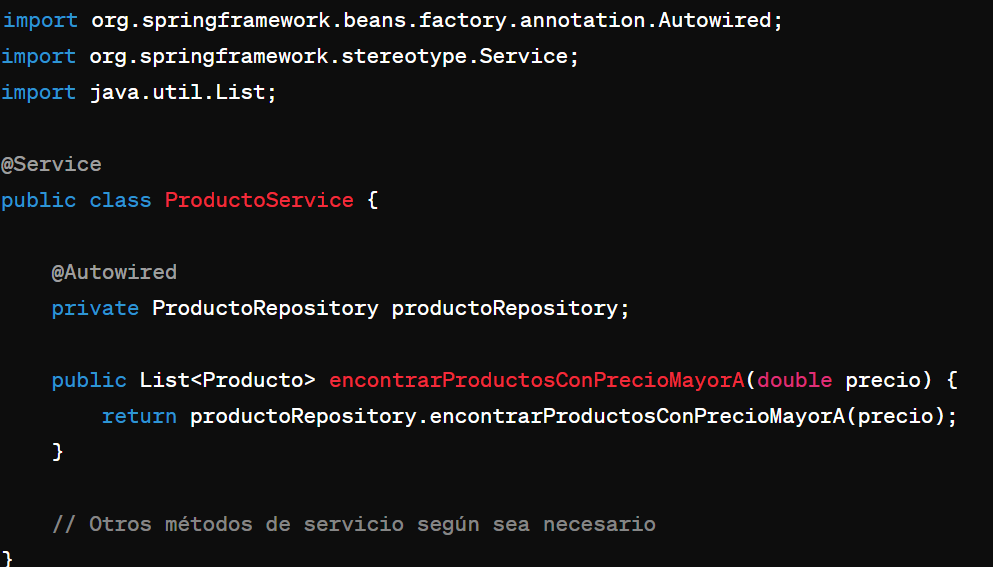 import org.springframework.beans.factory.annotation.Autowired;
import org.springframework.stereotype.Service;
import java.util.List;

@Service
public class ProductoService {

    @Autowired
    private ProductoRepository productoRepository;

    public List<Producto> encontrarProductosConPrecioMayorA(double precio) {
        return productoRepository.encontrarProductosConPrecioMayorA(precio);
    }

    // Otros métodos de servicio según sea necesario
}